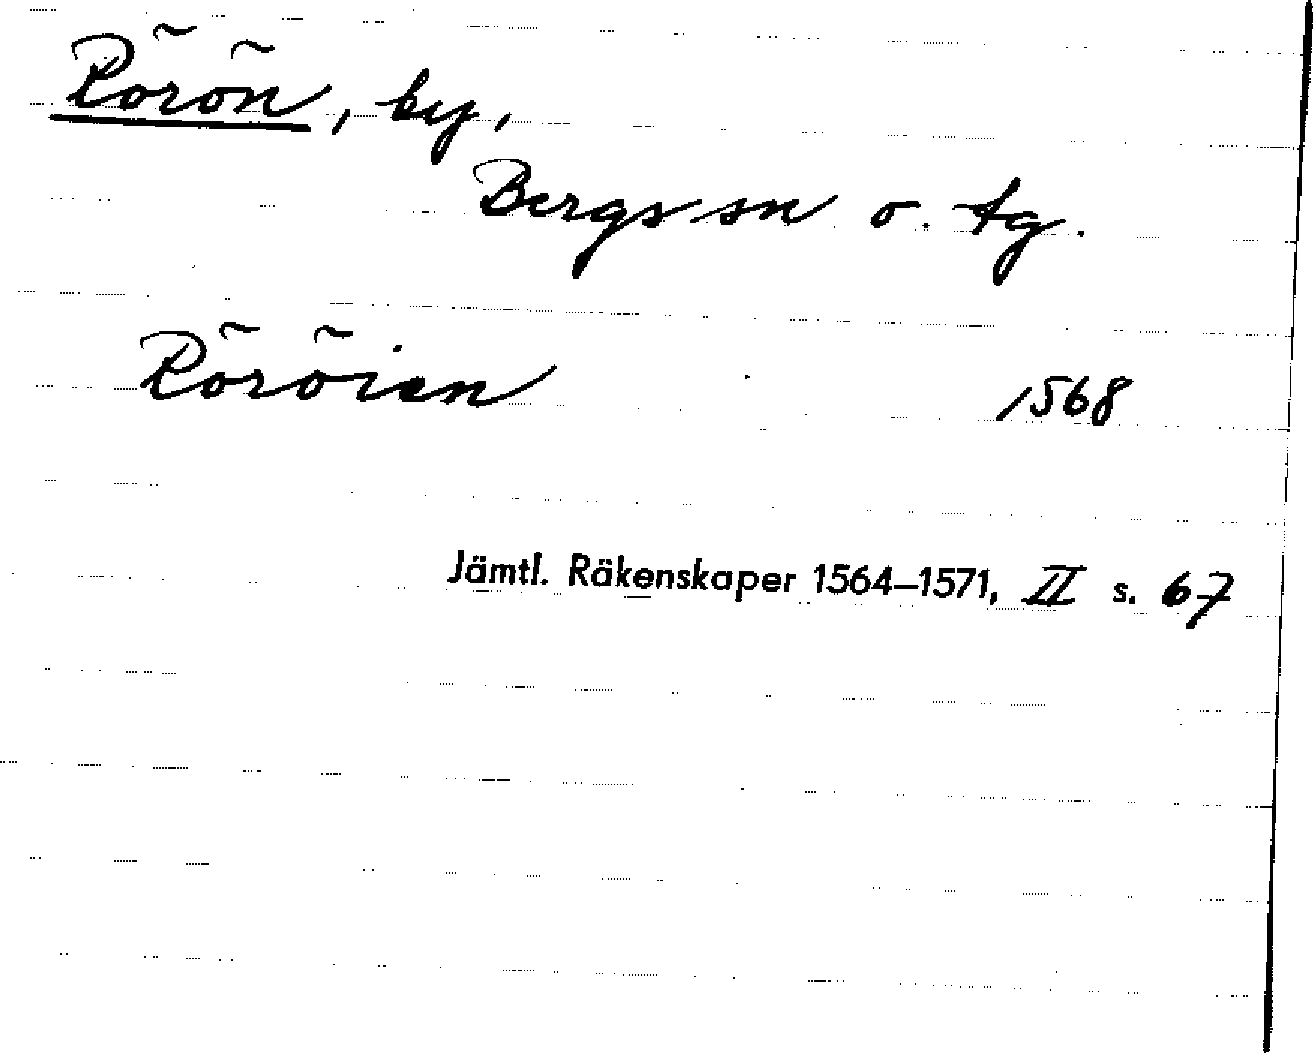 Rörön, by,
Bergs sn o. tg.
Röröien 1568
Jämtl. Räkenskaper 1564–1571, II s. 67